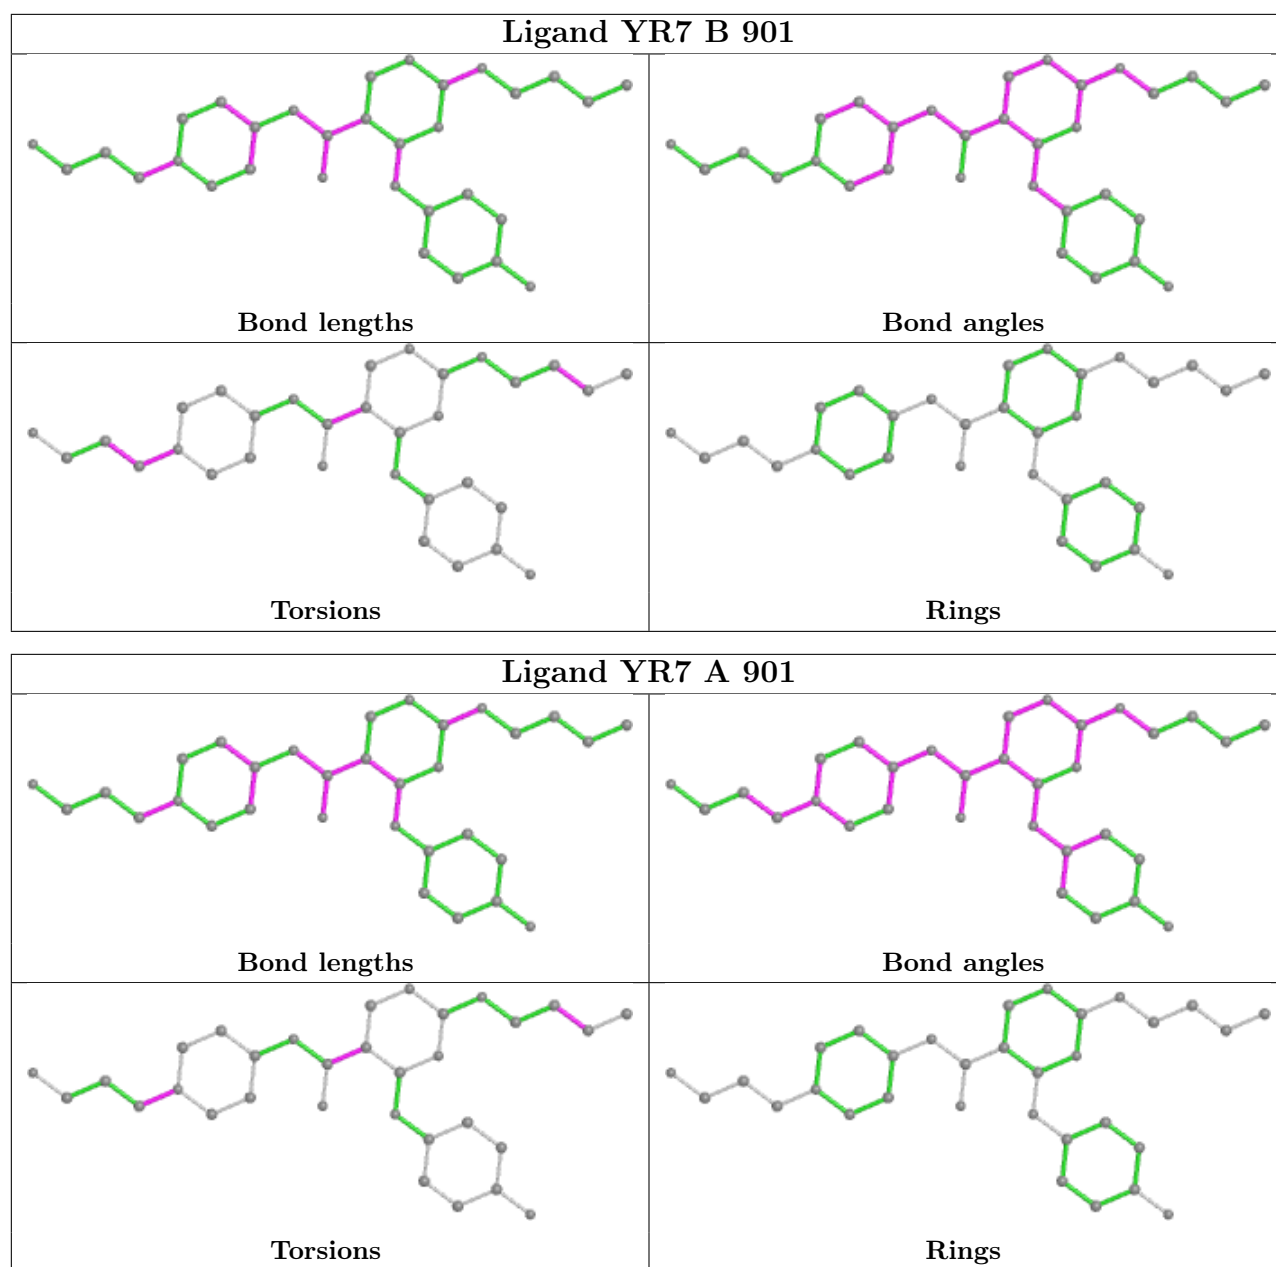 Ligand YR7 B 901
Bond lengths
Bond angles
Torsions
Rings
Ligand YR7 A 901
Bond lengths
Bond angles
Torsions
Rings